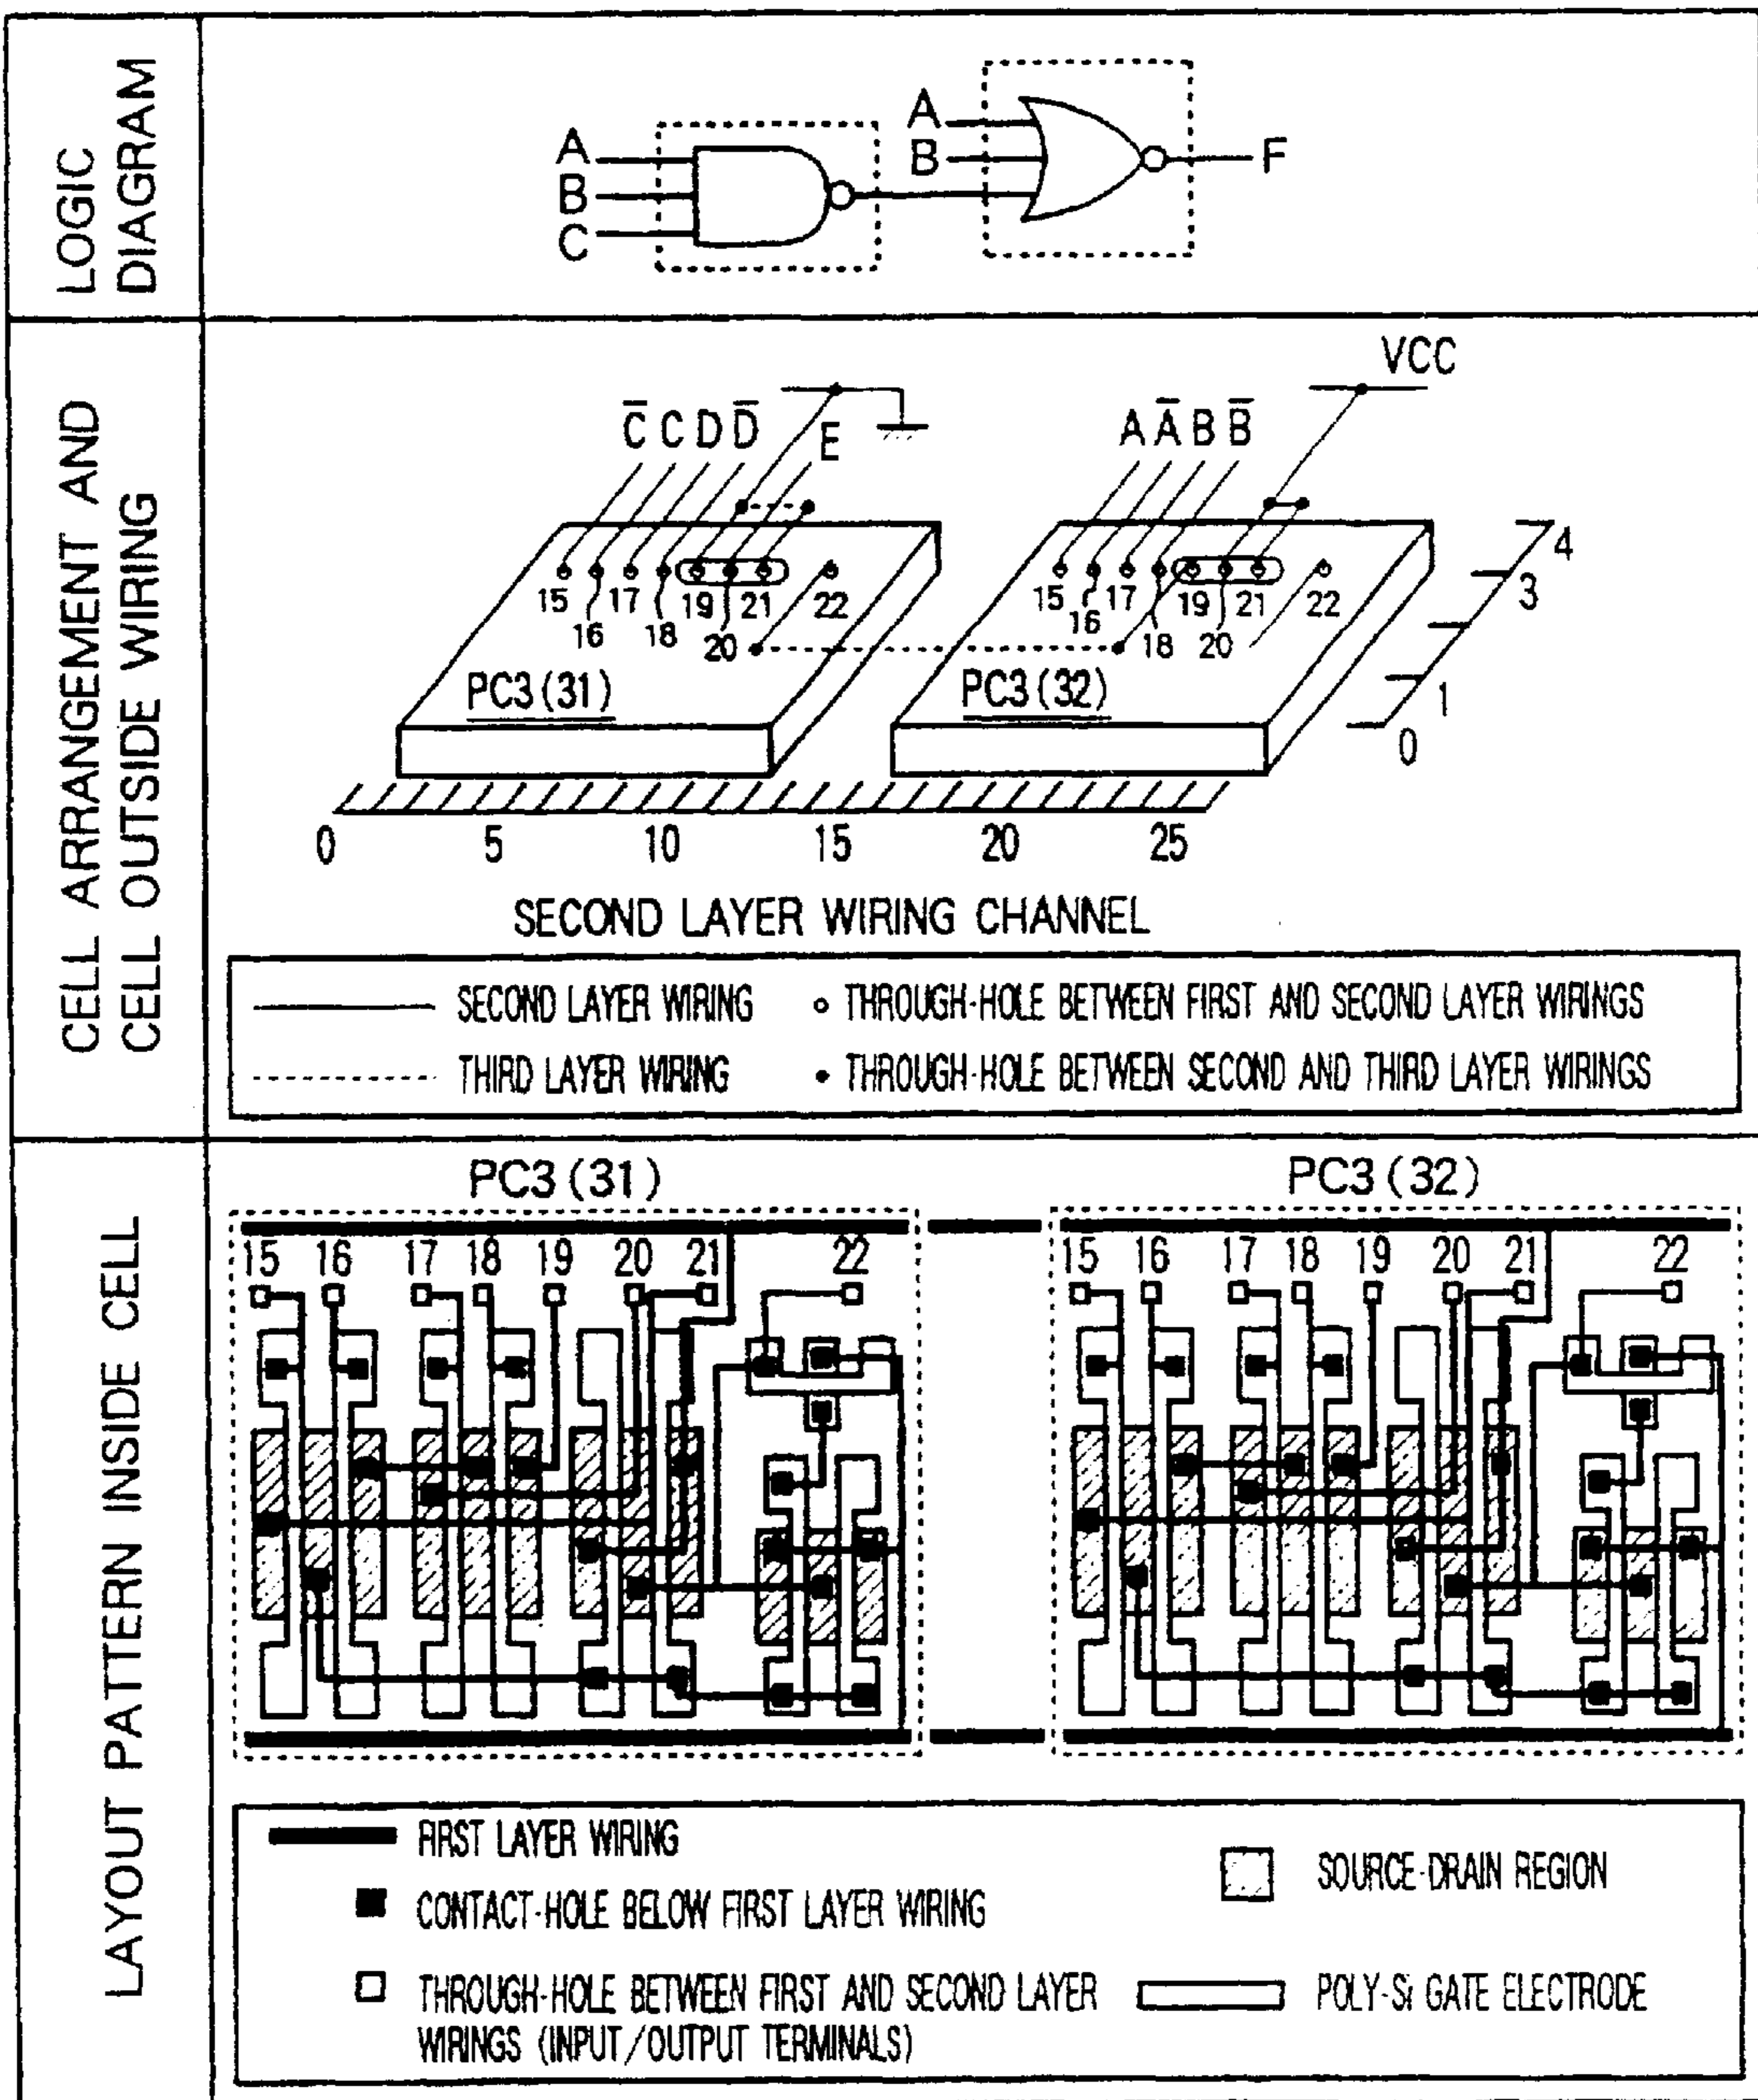 LOGIC
DIAGRAM
A
B
C
A
B
F
CELL ARRANGEMENT AND
CELL OUTSIDE WIRING
VCC
C̅ C D D̅ E
A A̅ B B̅
15 16 17 18 19 20 21 22
15 16 17 18 19 20 21 22
PC3(31)
PC3(32)
4
3
1
0
0 5 10 15 20 25
SECOND LAYER WIRING CHANNEL
SECOND LAYER WIRING
THROUGH-HOLE BETWEEN FIRST AND SECOND LAYER WIRINGS
THIRD LAYER WIRING
THROUGH-HOLE BETWEEN SECOND AND THIRD LAYER WIRINGS
LAYOUT PATTERN INSIDE CELL
PC3(31)
PC3(32)
15 16 17 18 19 20 21 22
15 16 17 18 19 20 21 22
FIRST LAYER WIRING
SOURCE-DRAIN REGION
CONTACT-HOLE BELOW FIRST LAYER WIRING
THROUGH-HOLE BETWEEN FIRST AND SECOND LAYER
WIRINGS (INPUT/OUTPUT TERMINALS)
POLY-Si GATE ELECTRODE